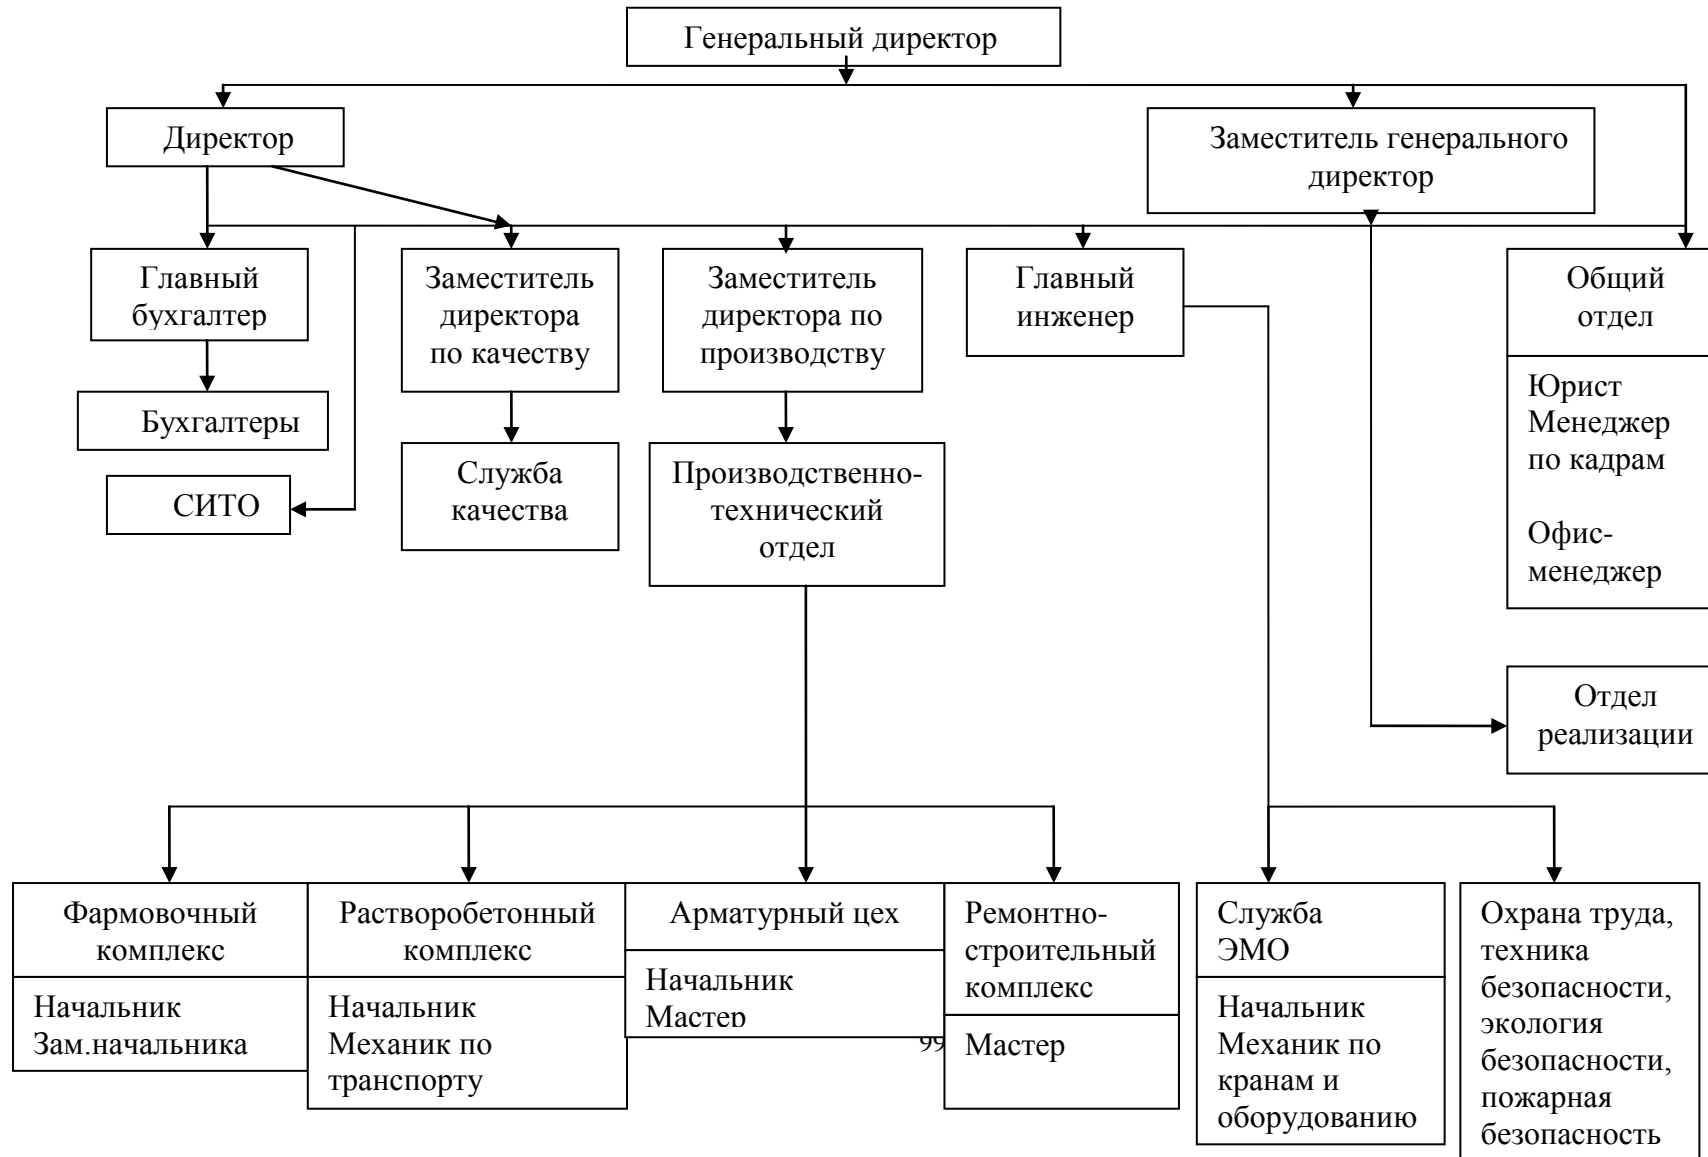 Генеральный директор
Директор
Заместитель генерального
директор
Главный
бухгалтер
Заместитель
директора
по качеству
Заместитель
директора по
производству
Главный
инженер
Общий
отдел
Юрист
Менеджер
по кадрам
Офис-
менеджер
Бухгалтеры
СИТО
Служба
качества
Производственно-
технический
отдел
Отдел
реализации
Фармовочный
комплекс
Начальник
Зам.начальника
Растворобетонный
комплекс
Начальник
Механик по
транспорту
Арматурный цех
Начальник
Мастер
99
Ремонтно-
строительный
комплекс
Мастер
Служба
ЭМО
Начальник
Механик по
кранам и
оборудованию
Охрана труда,
техника
безопасности,
экология
безопасности,
пожарная
безопасность